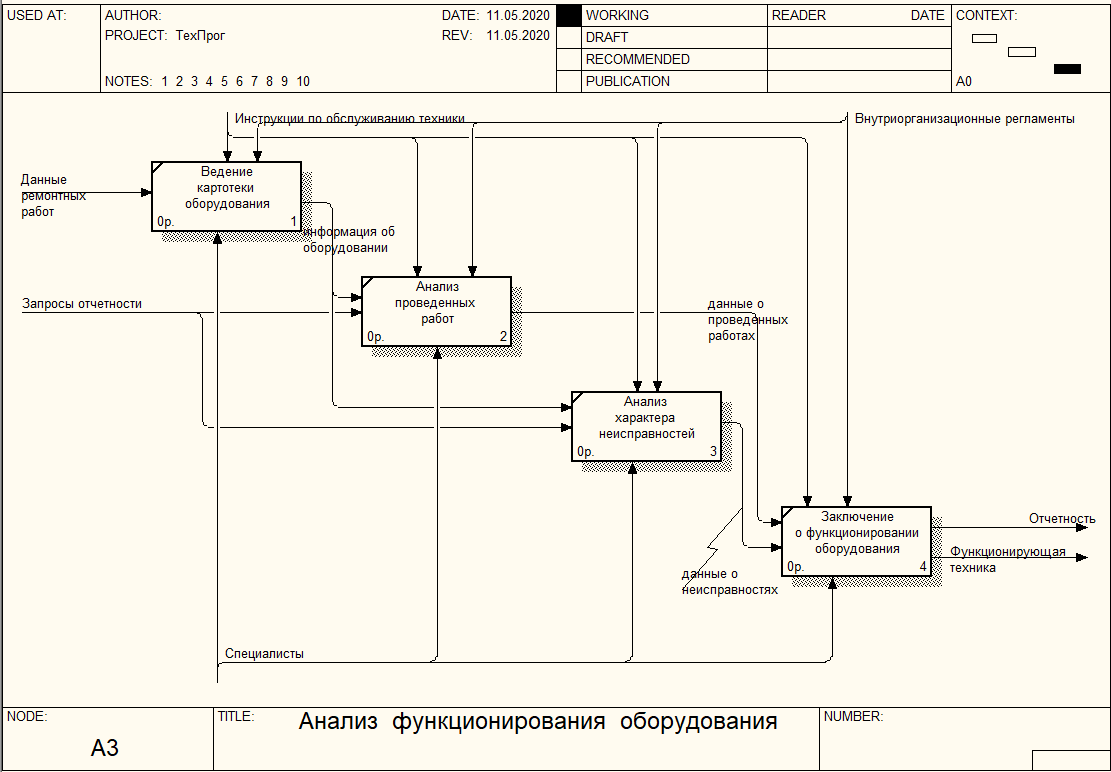 USED AT:
AUTHOR:
DATE: 11.05.2020
PROJECT: ТехПрог
REV: 11.05.2020
NOTES: 1 2 3 4 5 6 7 8 9 10
WORKING
DRAFT
RECOMMENDED
PUBLICATION
READER DATE
CONTEXT:
A0
Инструкции по обслуживанию техники
Внутриорганизационные регламенты
Данные
ремонтных
работ
Ведение
картотеки
оборудования
0р. 1
информация об
оборудовании
Запросы отчетности
Анализ
проведенных
работ
0р. 2
данные о
проведенных
работах
Анализ
характера
неисправностей
0р. 3
Заключение
о функционировании
оборудования
0р. 4
Отчетность
Функционирующая
техника
данные о
неисправностях
Специалисты
NODE:
A3
TITLE:
Анализ функционирования оборудования
NUMBER: